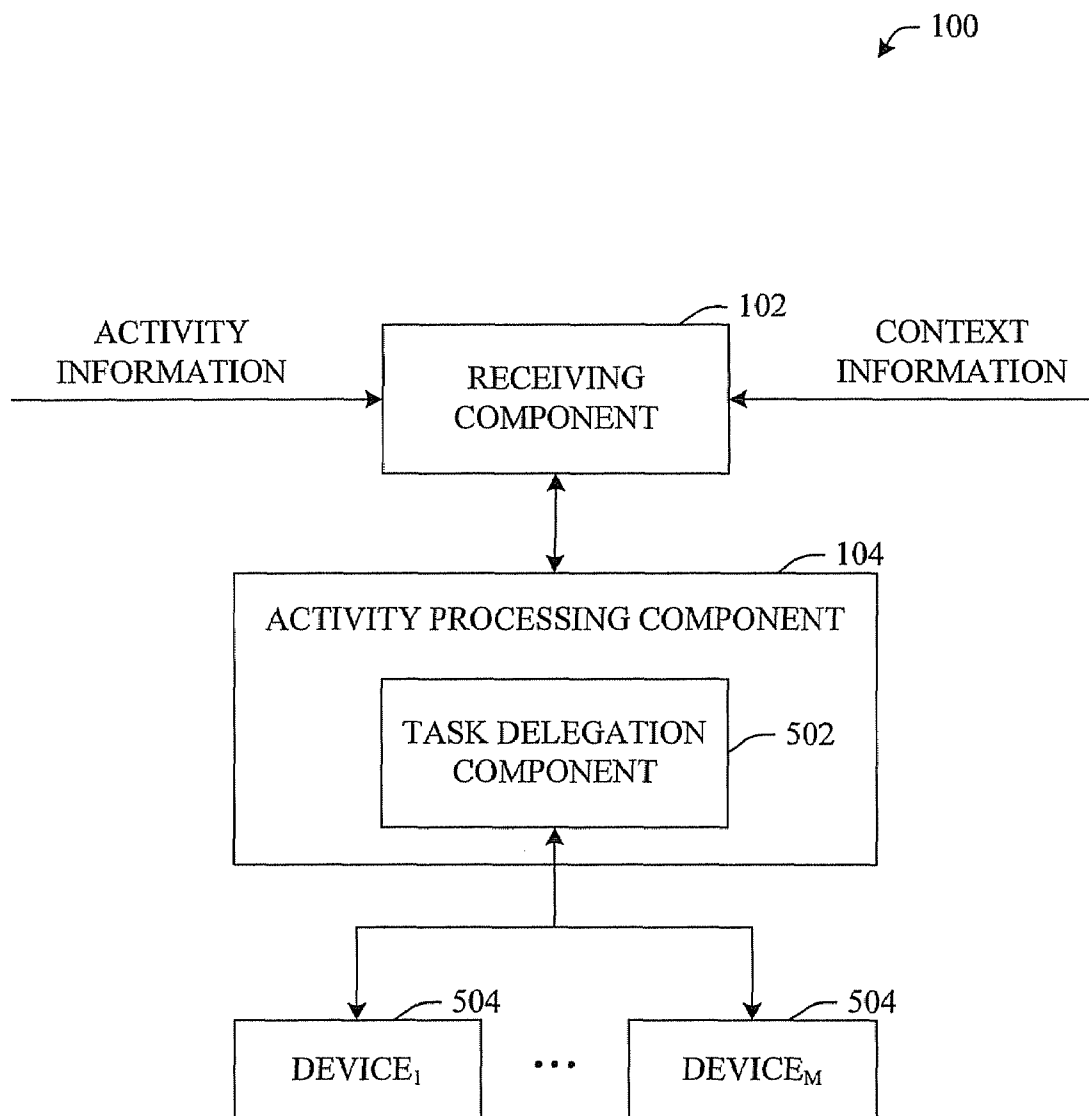 100
102
ACTIVITY
INFORMATION
CONTEXT
INFORMATION
RECEIVING
COMPONENT
104
ACTIVITY PROCESSING COMPONENT
TASK DELEGATION
COMPONENT
502
504
504
DEVICE₁
• • •
DEVICEₘ